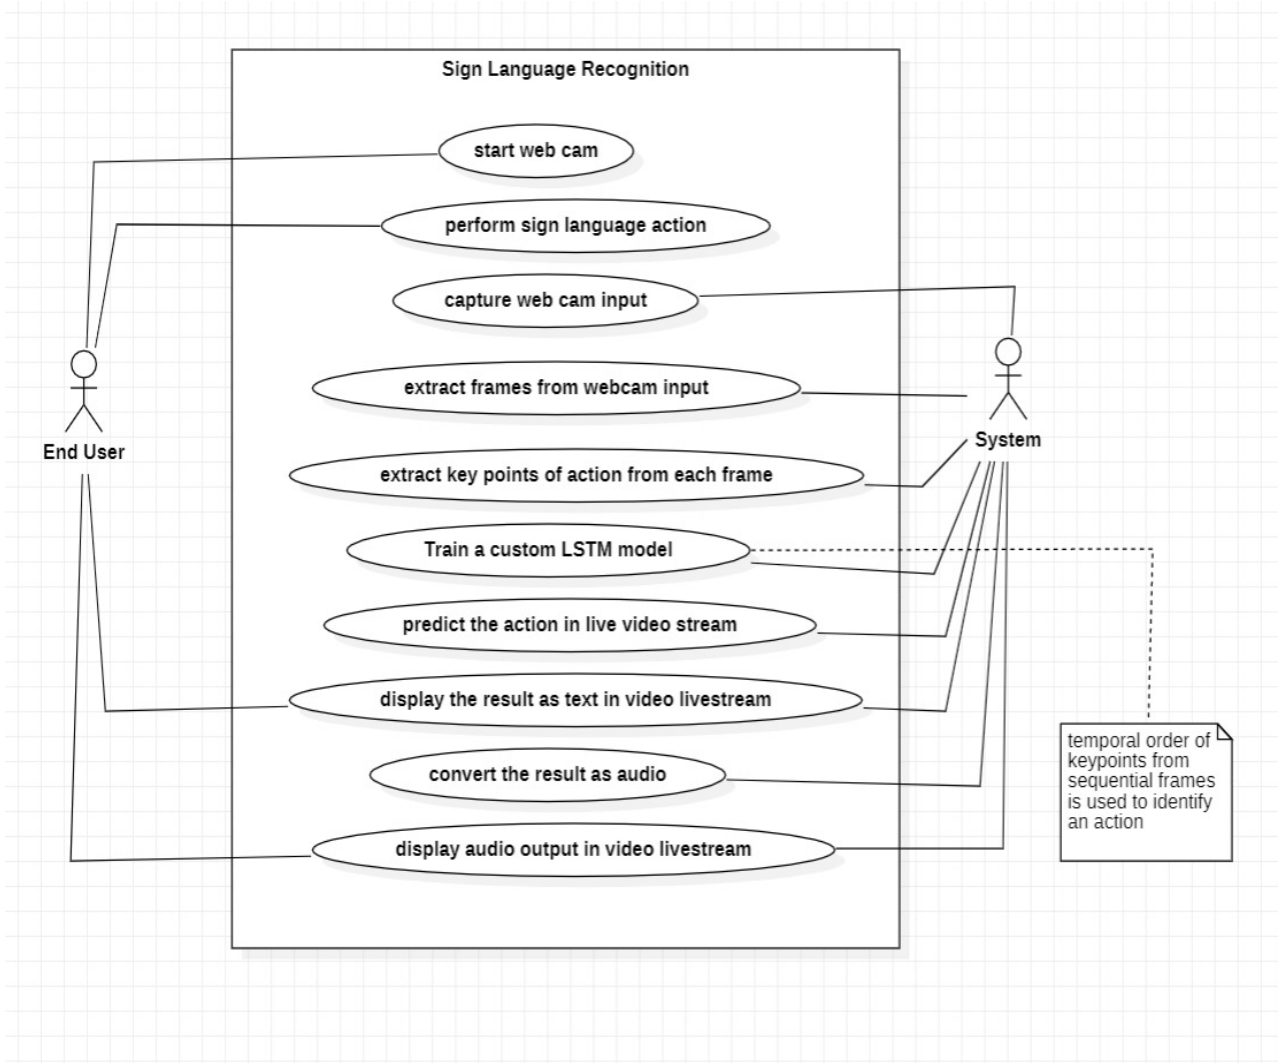 Sign Language Recognition
start web cam
perform sign language action
capture web cam input
extract frames from webcam input
End User
System
extract key points of action from each frame
Train a custom LSTM model
predict the action in live video stream
display the result as text in video livestream
convert the result as audio
display audio output in video livestream
temporal order of
keypoints from
sequential frames
is used to identify
an action